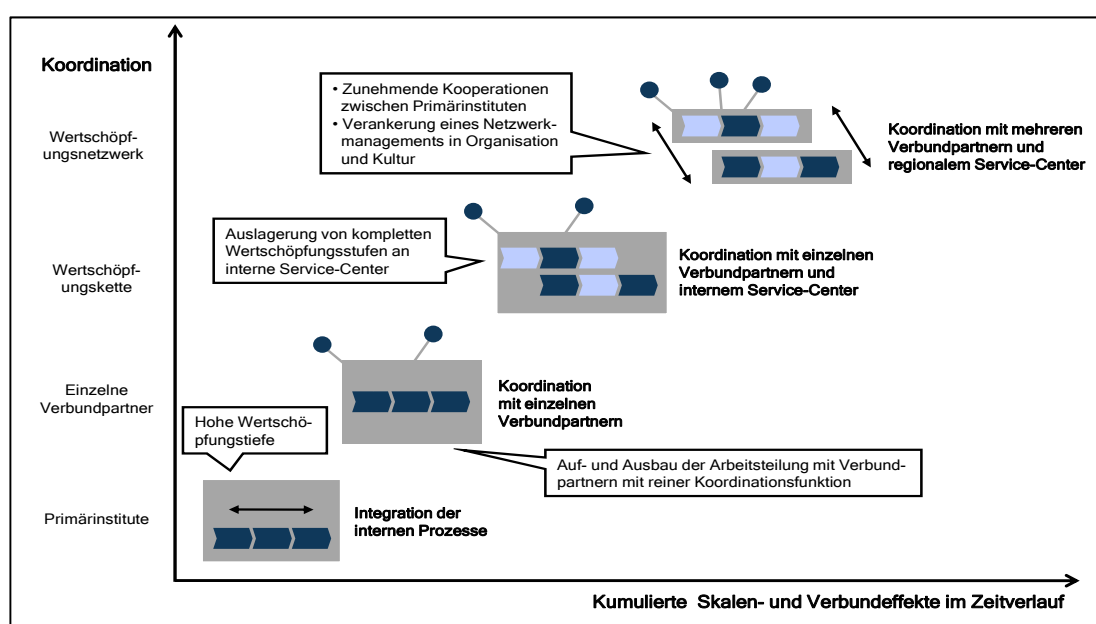 Koordination
• Zunehmende Kooperationen
zwischen Primärinstituten
• Verankerung eines Netzwerk-
managements in Organisation
und Kultur
Wertschöpf-
ungsnetzwerk
Koordination mit mehreren
Verbundpartnern und
regionalem Service-Center
Auslagerung von kompletten
Wertschöpfungsstufen an
interne Service-Center
Wertschöpf-
ungskette
Koordination mit einzelnen
Verbundpartnern und
internem Service-Center
Einzelne
Verbundpartner
Koordination
mit einzelnen
Verbundpartnern
Hohe Wertschö-
pfungstiefe
Auf- und Ausbau der Arbeitsteilung mit Verbund-
partnern mit reiner Koordinationsfunktion
Primärinstitute
Integration der
internen Prozesse
Kumulierte Skalen- und Verbundeffekte im Zeitverlauf